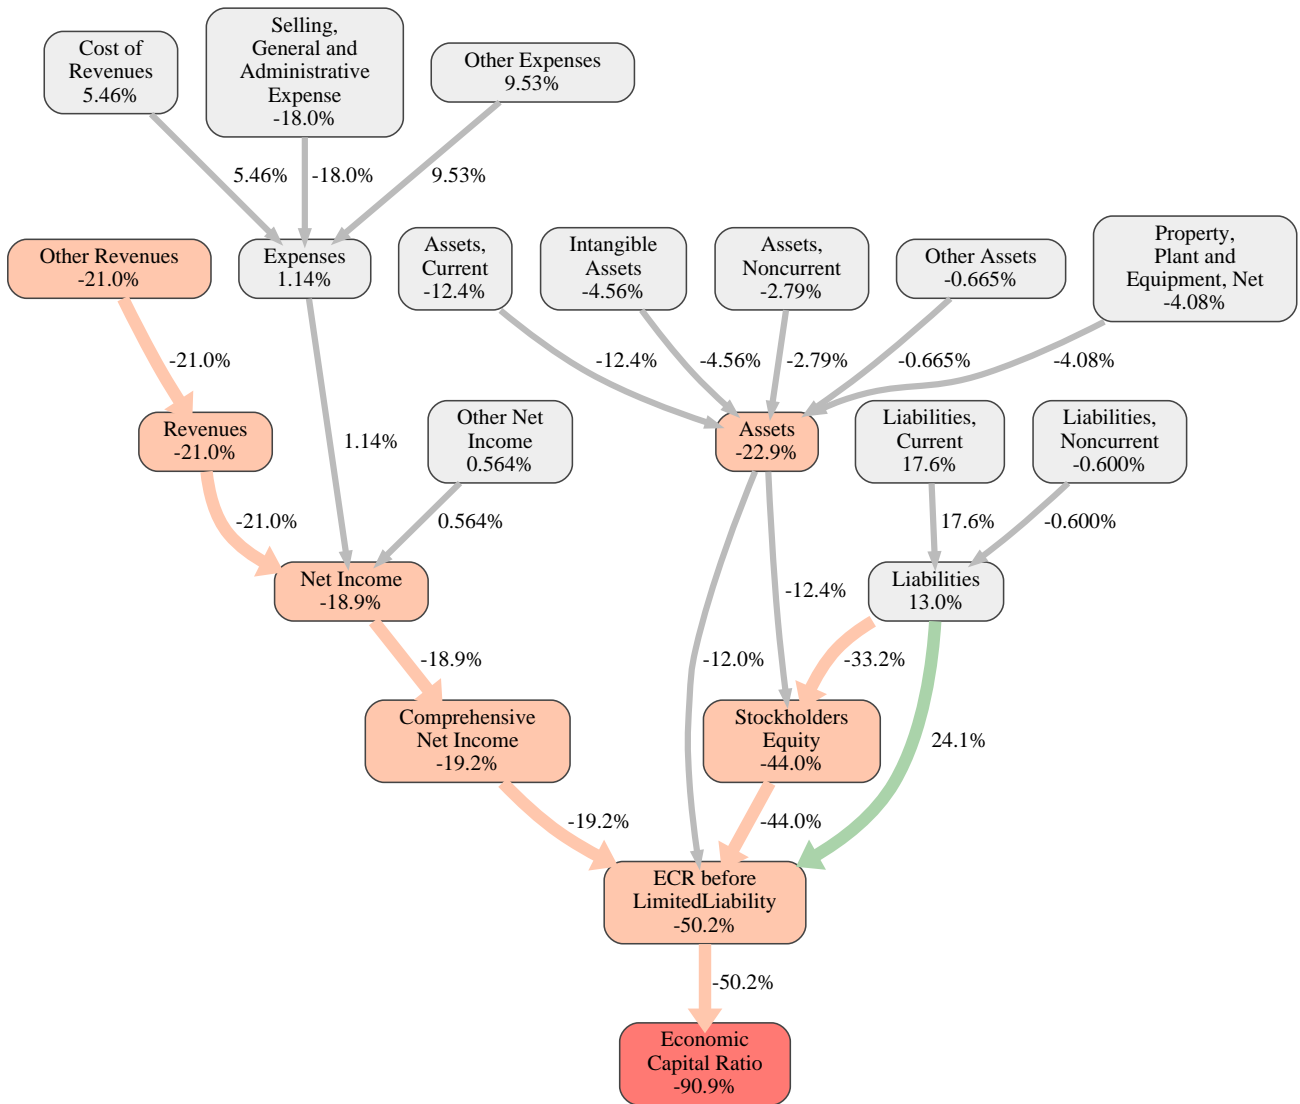 Cost of
Revenues
5.46%
Selling,
General and
Administrative
Expense
-18.0%
Other Expenses
9.53%
5.46%
-18.0%
9.53%
Other Revenues
-21.0%
Expenses
1.14%
Assets,
Current
-12.4%
Intangible
Assets
-4.56%
Assets,
Noncurrent
-2.79%
Other Assets
-0.665%
Property,
Plant and
Equipment, Net
-4.08%
-21.0%
-12.4%
-4.56%
-2.79%
-0.665%
-4.08%
Revenues
-21.0%
1.14%
Other Net
Income
0.564%
Assets
-22.9%
Liabilities,
Current
17.6%
Liabilities,
Noncurrent
-0.600%
-21.0%
0.564%
17.6%
-0.600%
Net Income
-18.9%
-12.4%
Liabilities
13.0%
-18.9%
-12.0%
-33.2%
Comprehensive
Net Income
-19.2%
Stockholders
Equity
-44.0%
24.1%
-19.2%
-44.0%
ECR before
LimitedLiability
-50.2%
-50.2%
Economic
Capital Ratio
-90.9%